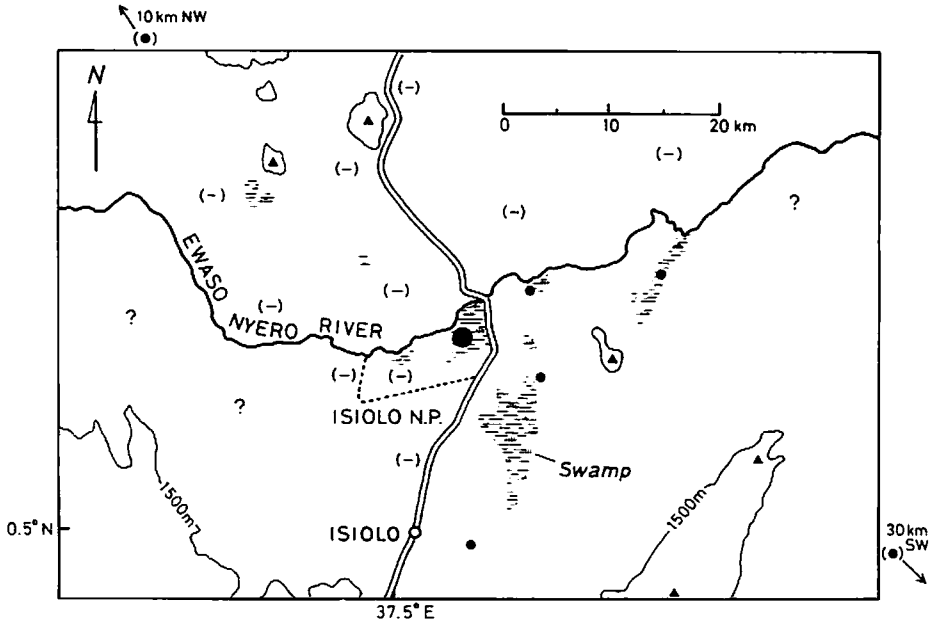 10 km NW
(●)
N
(–)
0 10 20 km
(–)
(–)
(–)
(–)
?
EWASO
NYERO RIVER
(–)
(–)
?
(–)
(–)
ISIOLO N.P.
?
(–)
Swamp
1500m
1500m
0.5°N
ISIOLO
30 km
SW
(●)
37.5°E